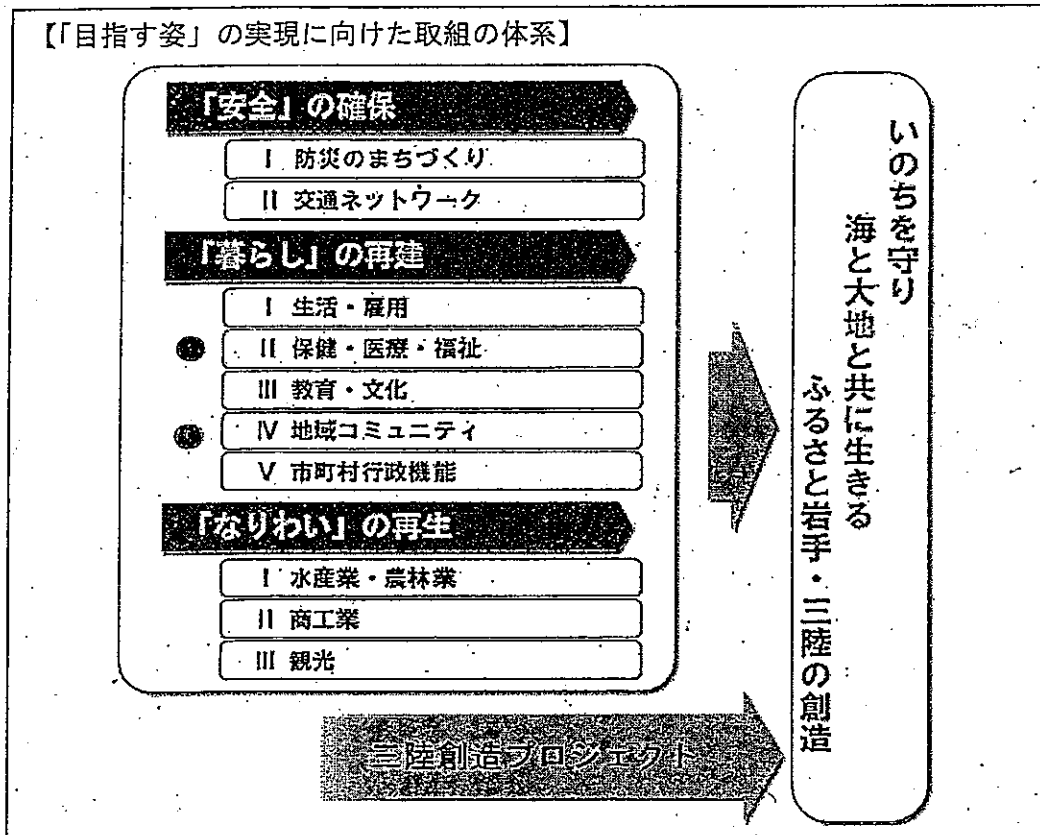 【「目指す姿」の実現に向けた取組の体系】
「安全」の確保
Ⅰ 防災のまちづくり
Ⅱ 交通ネットワーク
「暮らし」の再建
Ⅰ 生活・雇用
Ⅱ 保健・医療・福祉
Ⅲ 教育・文化
Ⅳ 地域コミュニティ
Ⅴ 市町村行政機能
「なりわい」の再生
Ⅰ 水産業・農林業
Ⅱ 商工業
Ⅲ 観光
三陸創造プロジェクト
いのちを守り
海と大地と共に生きる
ふるさと岩手・三陸の創造